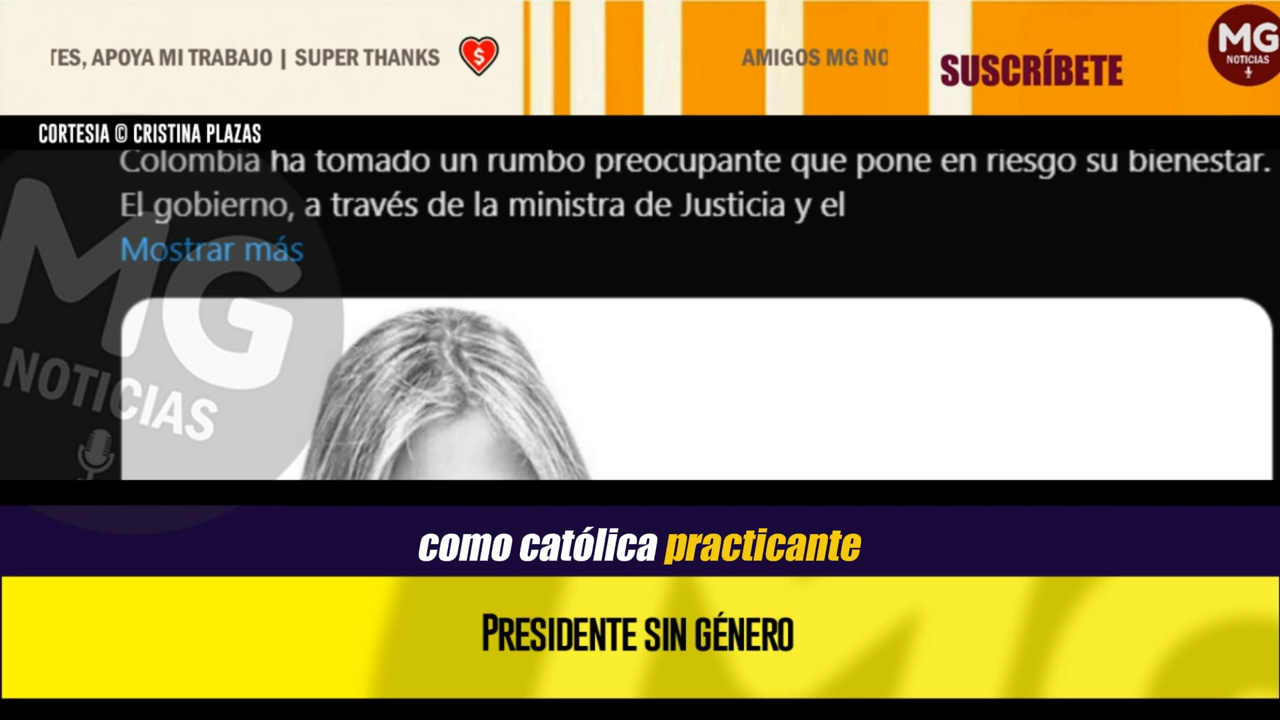 TES, APOYA MI TRABAJO | SUPER THANKS
$
AMIGOS MG NO
SUSCRÍBETE
MG
NOTICIAS
CORTESIA © CRISTINA PLAZAS
Colombia ha tomado un rumbo preocupante que pone en riesgo su bienestar.
El gobierno, a través de la ministra de Justicia y el
Mostrar más
MG
NOTICIAS
como católica practicante
PRESIDENTE SIN GÉNERO